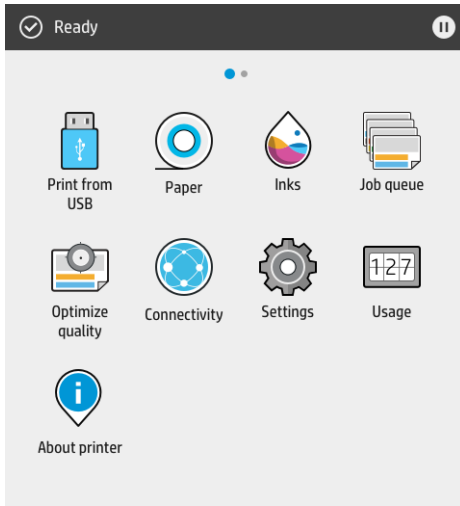 Ready
Print from
USB
Paper
Inks
Job queue
Optimize
quality
Connectivity
Settings
127
Usage
i
About printer